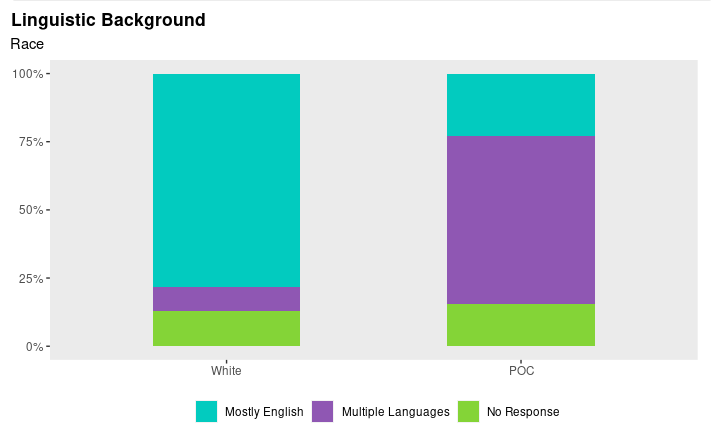 Linguistic Background
Race
100%
75%
50%
25%
0%
White POC
Mostly English Multiple Languages No Response